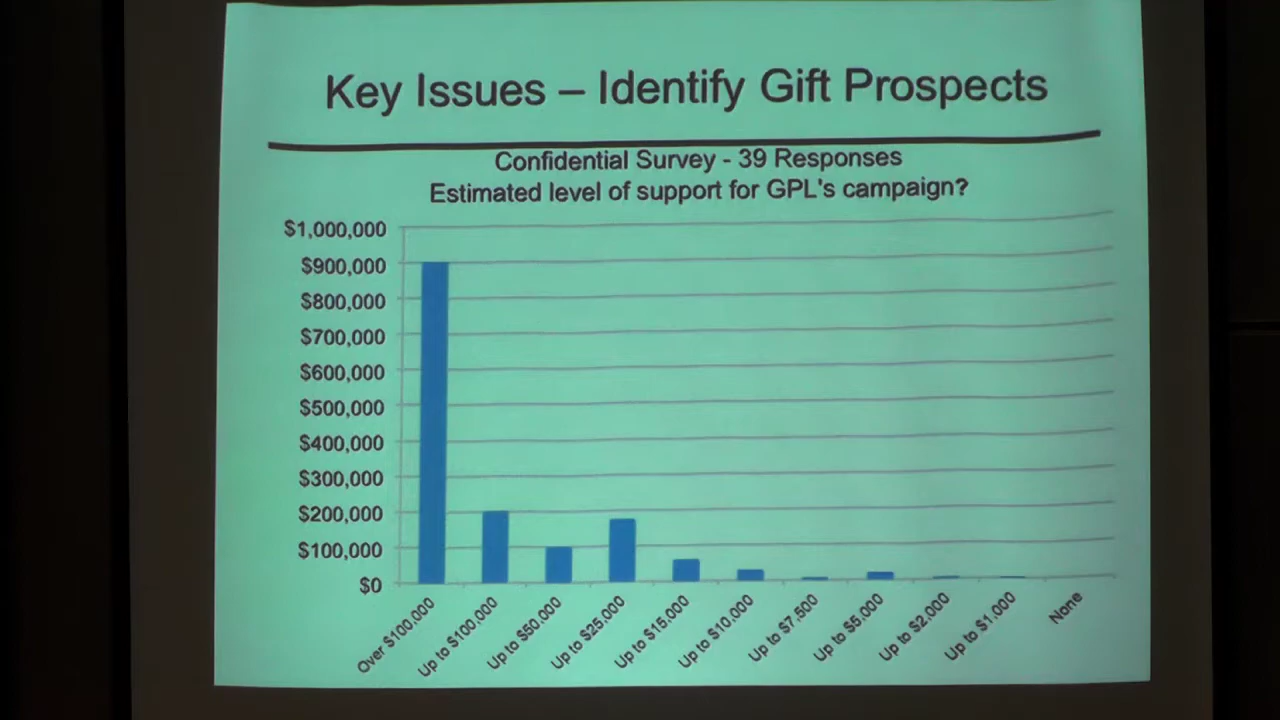 Key Issues – Identify Gift Prospects
Confidential Survey - 39 Responses
Estimated level of support for GPL's campaign?
$1,000,000
$900,000
$800,000
$700,000
$600,000
$500,000
$400,000
$300,000
$200,000
$100,000
$0
Over $100,000
Up to $100,000
Up to $50,000
Up to $25,000
Up to $15,000
Up to $10,000
Up to $7,500
Up to $5,000
Up to $2,000
Up to $1,000
None